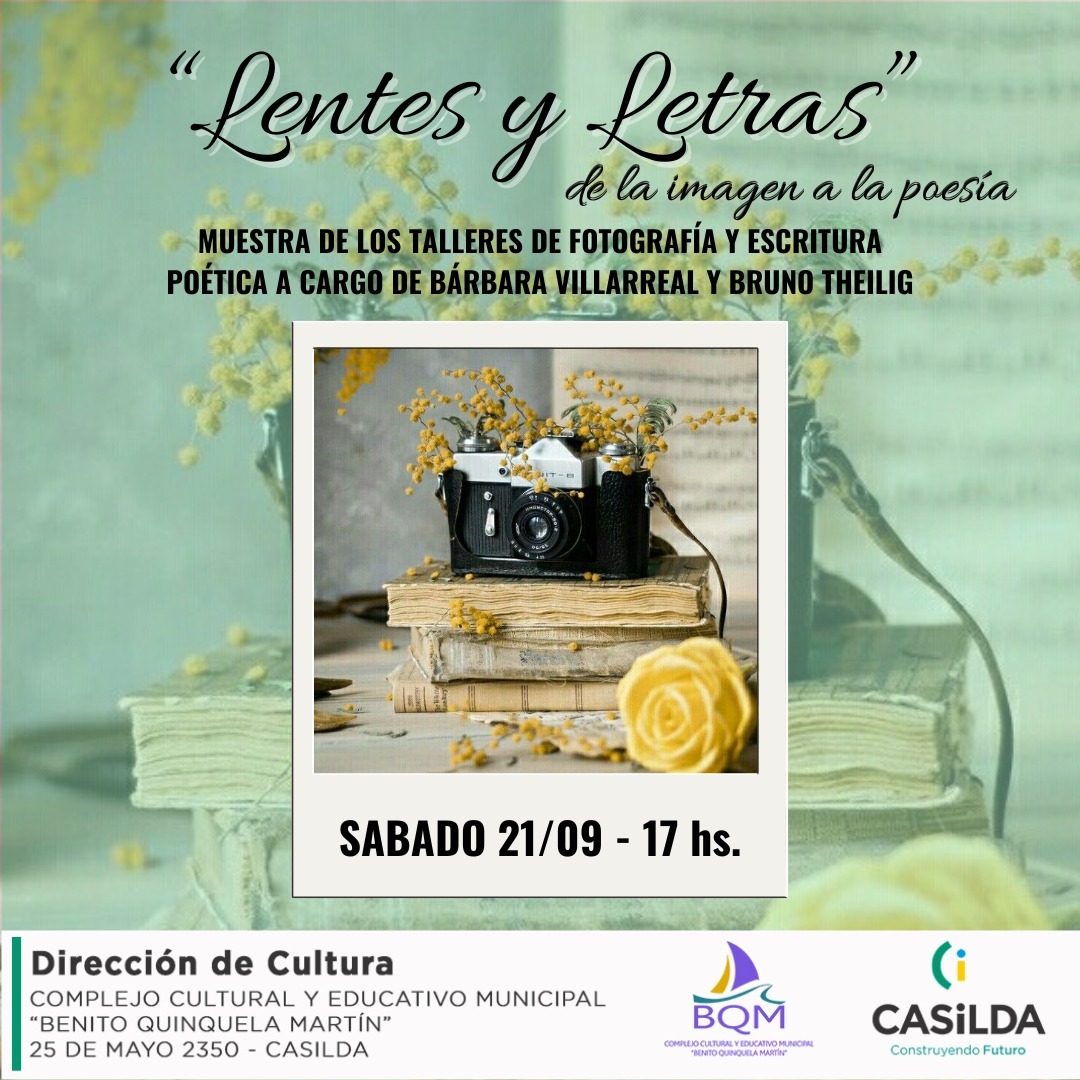 “Lentes y Letras”
de la imagen a la poesía
MUESTRA DE LOS TALLERES DE FOTOGRAFÍA Y ESCRITURA
POÉTICA A CARGO DE BÁRBARA VILLARREAL Y BRUNO THEILIG
SABADO 21/09 - 17 hs.
Dirección de Cultura
COMPLEJO CULTURAL Y EDUCATIVO MUNICIPAL
“BENITO QUINQUELA MARTÍN”
25 DE MAYO 2350 - CASILDA
BQM
COMPLEJO CULTURAL Y EDUCATIVO MUNICIPAL
"BENITO QUINQUELA MARTÍN"
Ci
CASiLDA
Construyendo Futuro